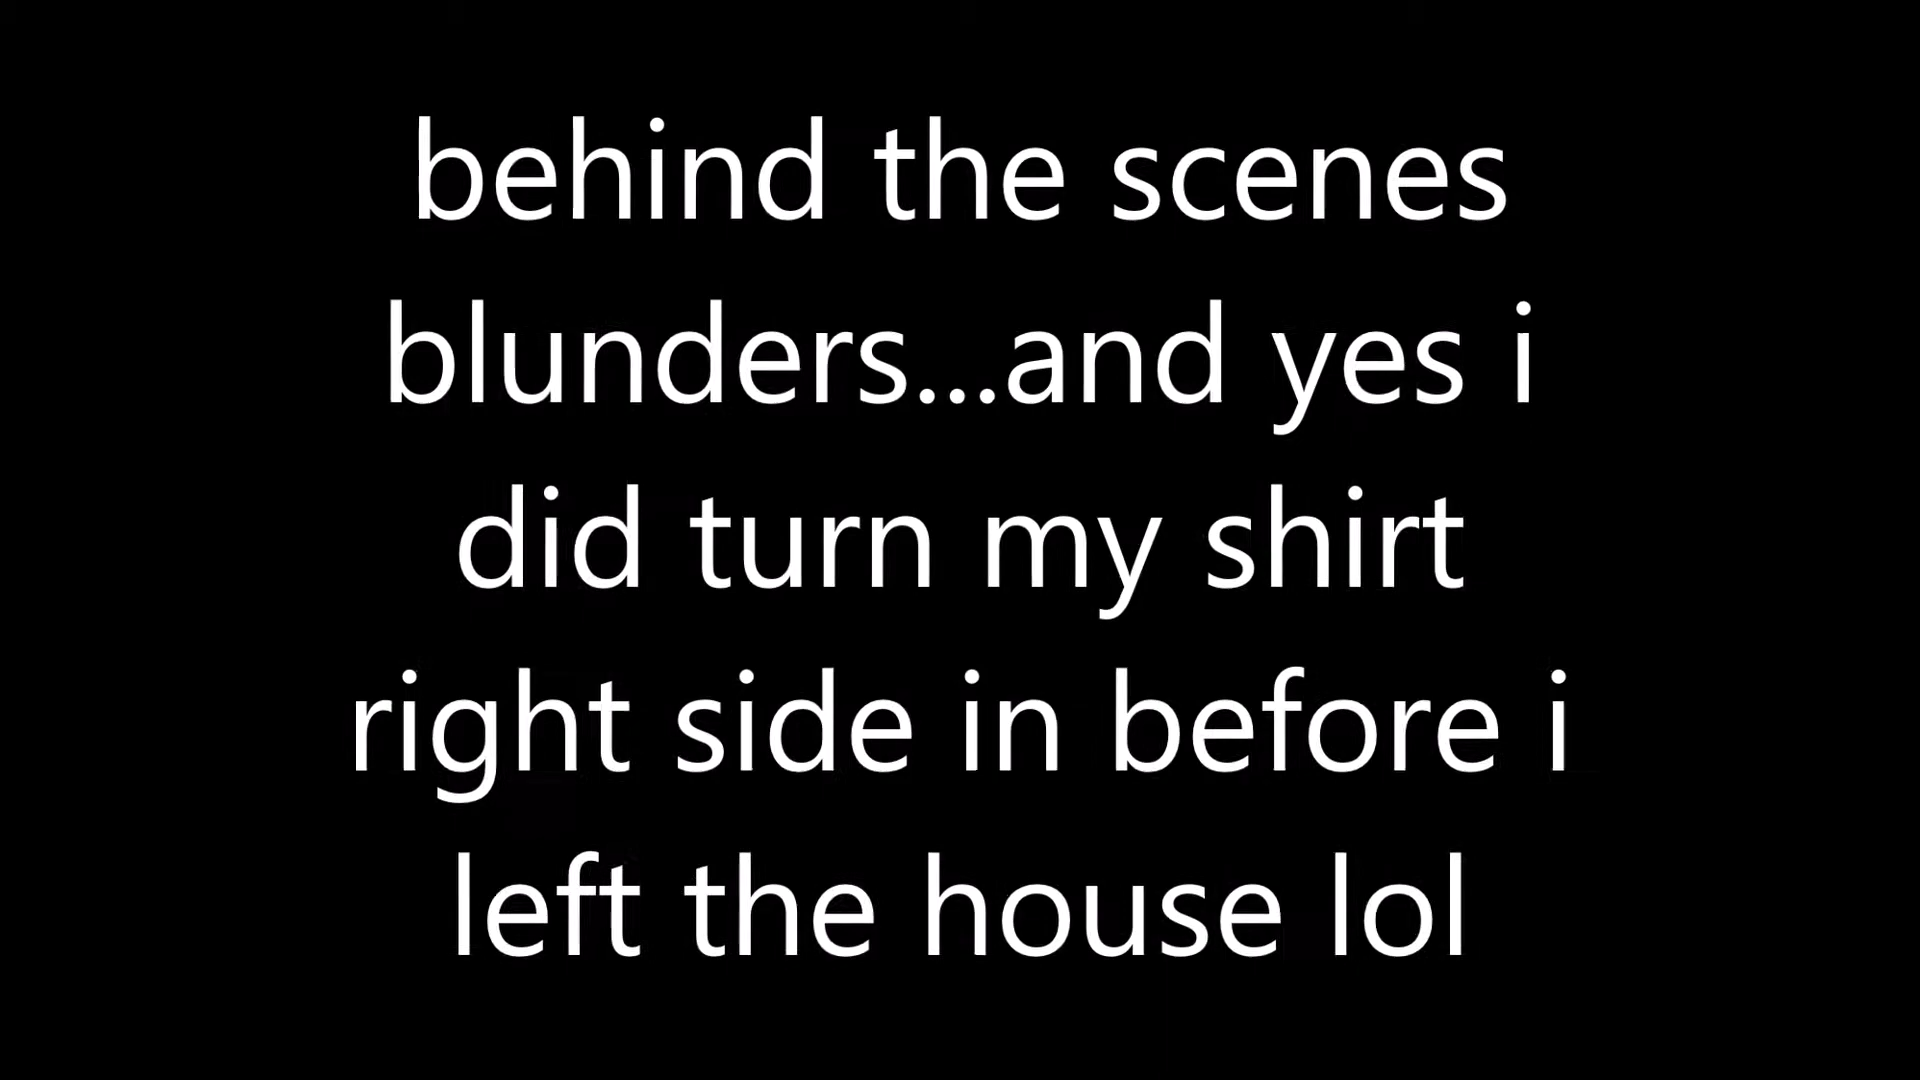 behind the scenes
blunders...and yes i
did turn my shirt
right side in before i
left the house lol